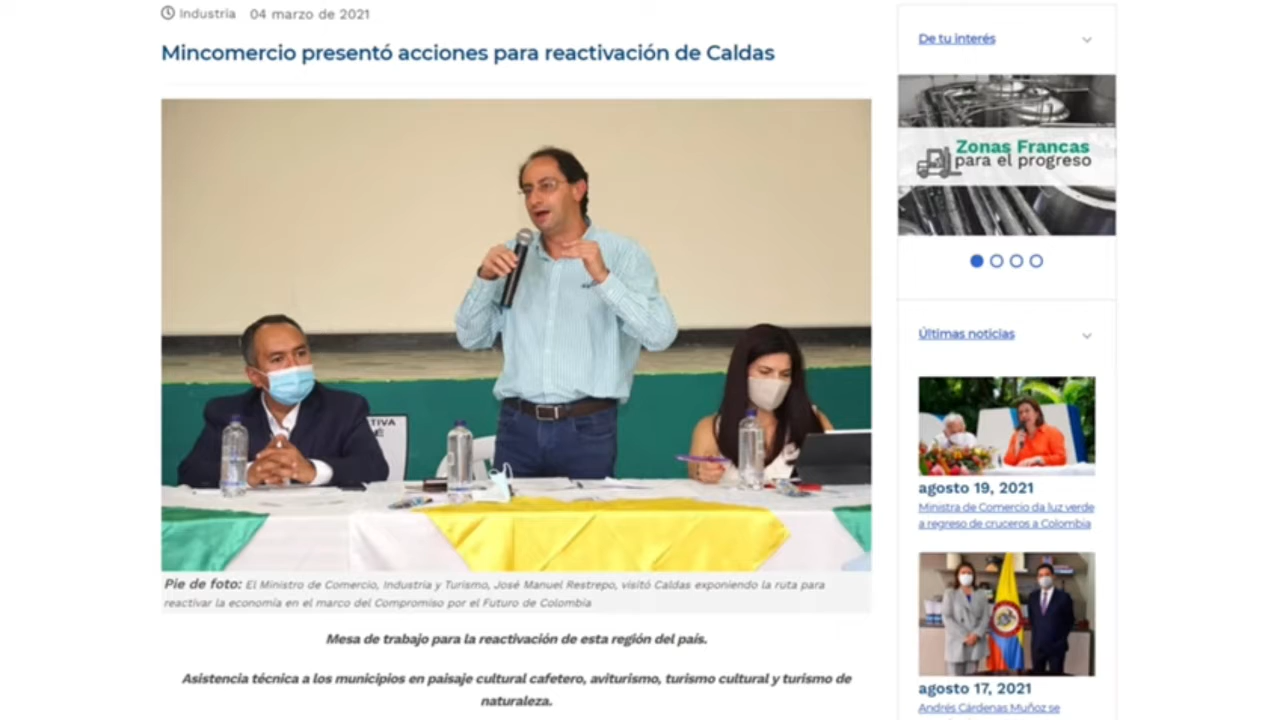 Industria 04 marzo de 2021
Mincomercio presentó acciones para reactivación de Caldas
TIVA
Pie de foto: El Ministro de Comercio, Industria y Turismo, José Manuel Restrepo, visitó Caldas exponiendo la ruta para
reactivar la economía en el marco del Compromiso por el Futuro de Colombia
Mesa de trabajo para la reactivación de esta región del país.
Asistencia técnica a los municipios en paisaje cultural cafetero, aviturismo, turismo cultural y turismo de
naturaleza.
De tu interés
Zonas Francas
para el progreso
Últimas noticias
agosto 19, 2021
Ministra de Comercio da luz verde
a regreso de cruceros a Colombia
agosto 17, 2021
Andrés Cárdenas Muñoz se